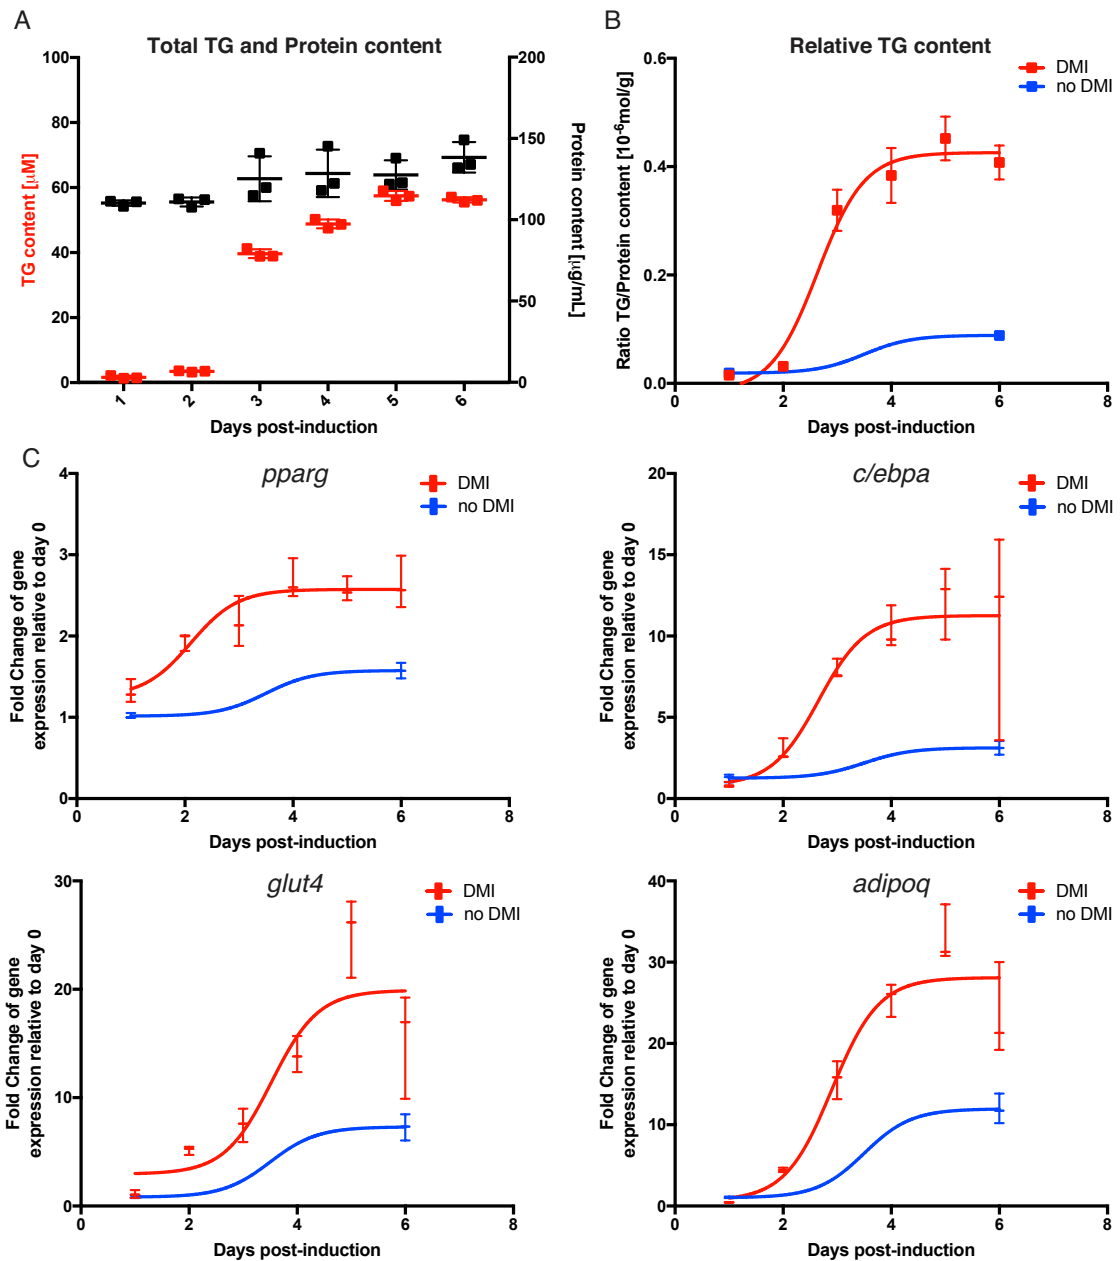 A
Total TG and Protein content
100
80
60
40
20
0
TG content [μM]
200
150
100
50
0
Protein content [μg/mL]
1
2
3
4
5
6
Days post-induction
B
Relative TG content
DMI
no DMI
0.6
0.4
0.2
0.0
Ratio TG/Protein content [10⁻⁶mol/g]
0
2
4
6
8
Days post-induction
C
pparg
DMI
no DMI
4
3
2
1
0
Fold Change of gene
expression relative to day 0
0
2
4
6
8
Days post-induction
c/ebpa
DMI
no DMI
20
15
10
5
0
Fold Change of gene
expression relative to day 0
0
2
4
6
8
Days post-induction
glut4
DMI
no DMI
30
20
10
0
Fold Change of gene
expression relative to day 0
0
2
4
6
8
Days post-induction
adipoq
DMI
no DMI
40
30
20
10
0
Fold Change of gene
expression relative to day 0
0
2
4
6
8
Days post-induction